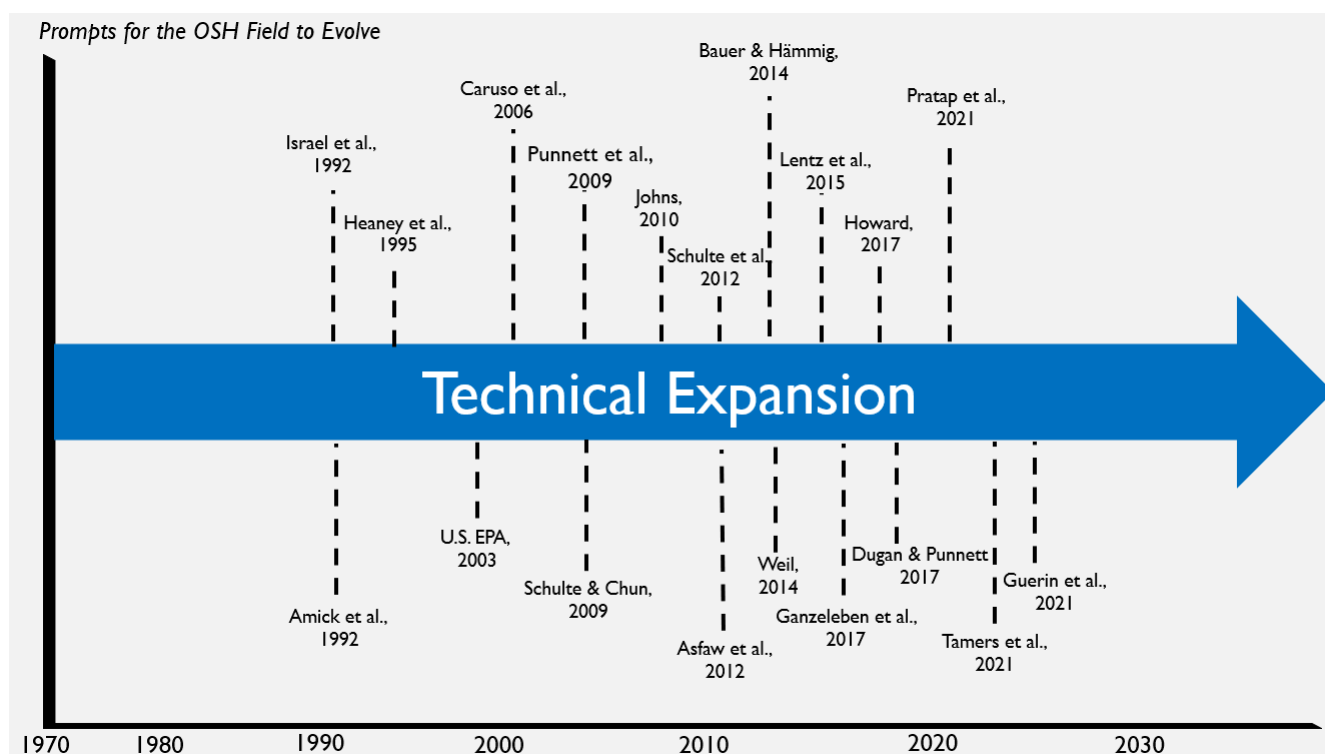 Prompts for the OSH Field to Evolve
Bauer & Hämmig,
2014
Caruso et al.,
2006
Pratap et al.,
2021
Israel et al.,
1992
Punnett et al.,
2009
Lentz et al.,
2015
Johns,
2010
Heaney et al.,
1995
Howard,
2017
Schulte et al.
2012
Technical Expansion
U.S. EPA,
2003
Dugan & Punnett
2017
Weil,
2014
Schulte & Chun,
2009
Guerin et al.,
2021
Amick et al.,
1992
Ganzeleben et al.,
2017
Tamers et al.,
2021
Asfaw et al.,
2012
1970 1980 1990 2000 2010 2020 2030